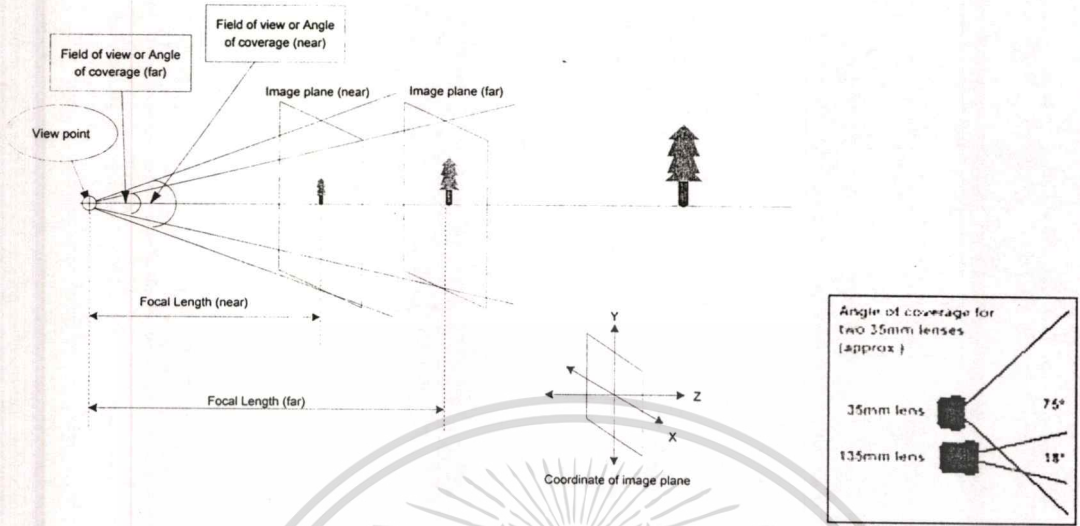 Field of view or Angle
of coverage (near)
Field of view or Angle
of coverage (far)
Image plane (near)
Image plane (far)
View point
Focal Length (near)
Focal Length (far)
Y
Z
X
Coordinate of image plane
Angle of coverage for
two 35mm lenses
(approx.)
35mm lens
75°
135mm lens
18°